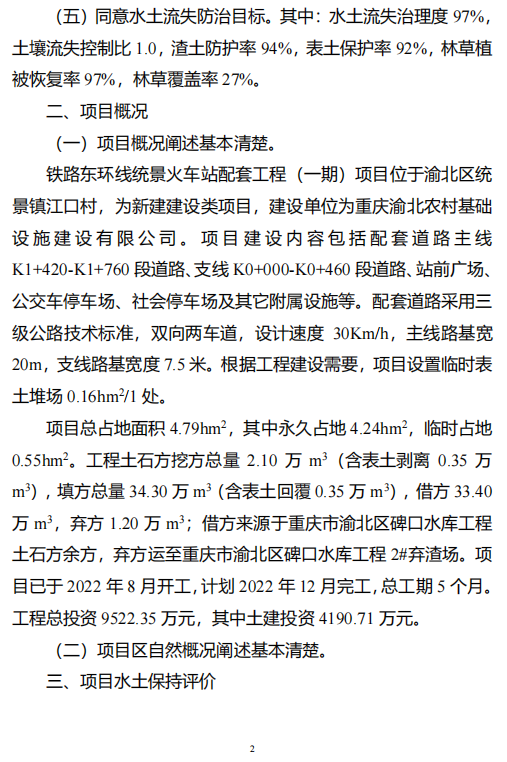 （五）同意水土流失防治目标。其中：水土流失治理度 97%，
土壤流失控制比 1.0，渣土防护率 94%，表土保护率 92%，林草植
被恢复率 97%，林草覆盖率 27%。
二、项目概况
（一）项目概况阐述基本清楚。
铁路东环线统景火车站配套工程（一期）项目位于渝北区统
景镇江口村，为新建建设类项目，建设单位为重庆渝北农村基础
设施建设有限公司。项目建设内容包括配套道路主线
K1+420-K1+760 段道路、支线 K0+000-K0+460 段道路、站前广场、
公交车停车场、社会停车场及其它附属设施等。配套道路采用三
级公路技术标准，双向两车道，设计速度 30Km/h，主线路基宽
20m，支线路基宽度 7.5 米。根据工程建设需要，项目设置临时表
土堆场 0.16hm²/1 处。
项目总占地面积 4.79hm²，其中永久占地 4.24hm²，临时占地
0.55hm²。工程土石方挖方总量 2.10 万 m³（含表土剥离 0.35 万
m³），填方总量 34.30 万 m³（含表土回覆 0.35 万 m³），借方 33.40
万 m³，弃方 1.20 万 m³；借方来源于重庆市渝北区碑口水库工程
土石方余方，弃方运至重庆市渝北区碑口水库工程 2#弃渣场。项
目已于 2022 年 8 月开工，计划 2022 年 12 月完工，总工期 5 个月。
工程总投资 9522.35 万元，其中土建投资 4190.71 万元。
（二）项目区自然概况阐述基本清楚。
三、项目水土保持评价
2